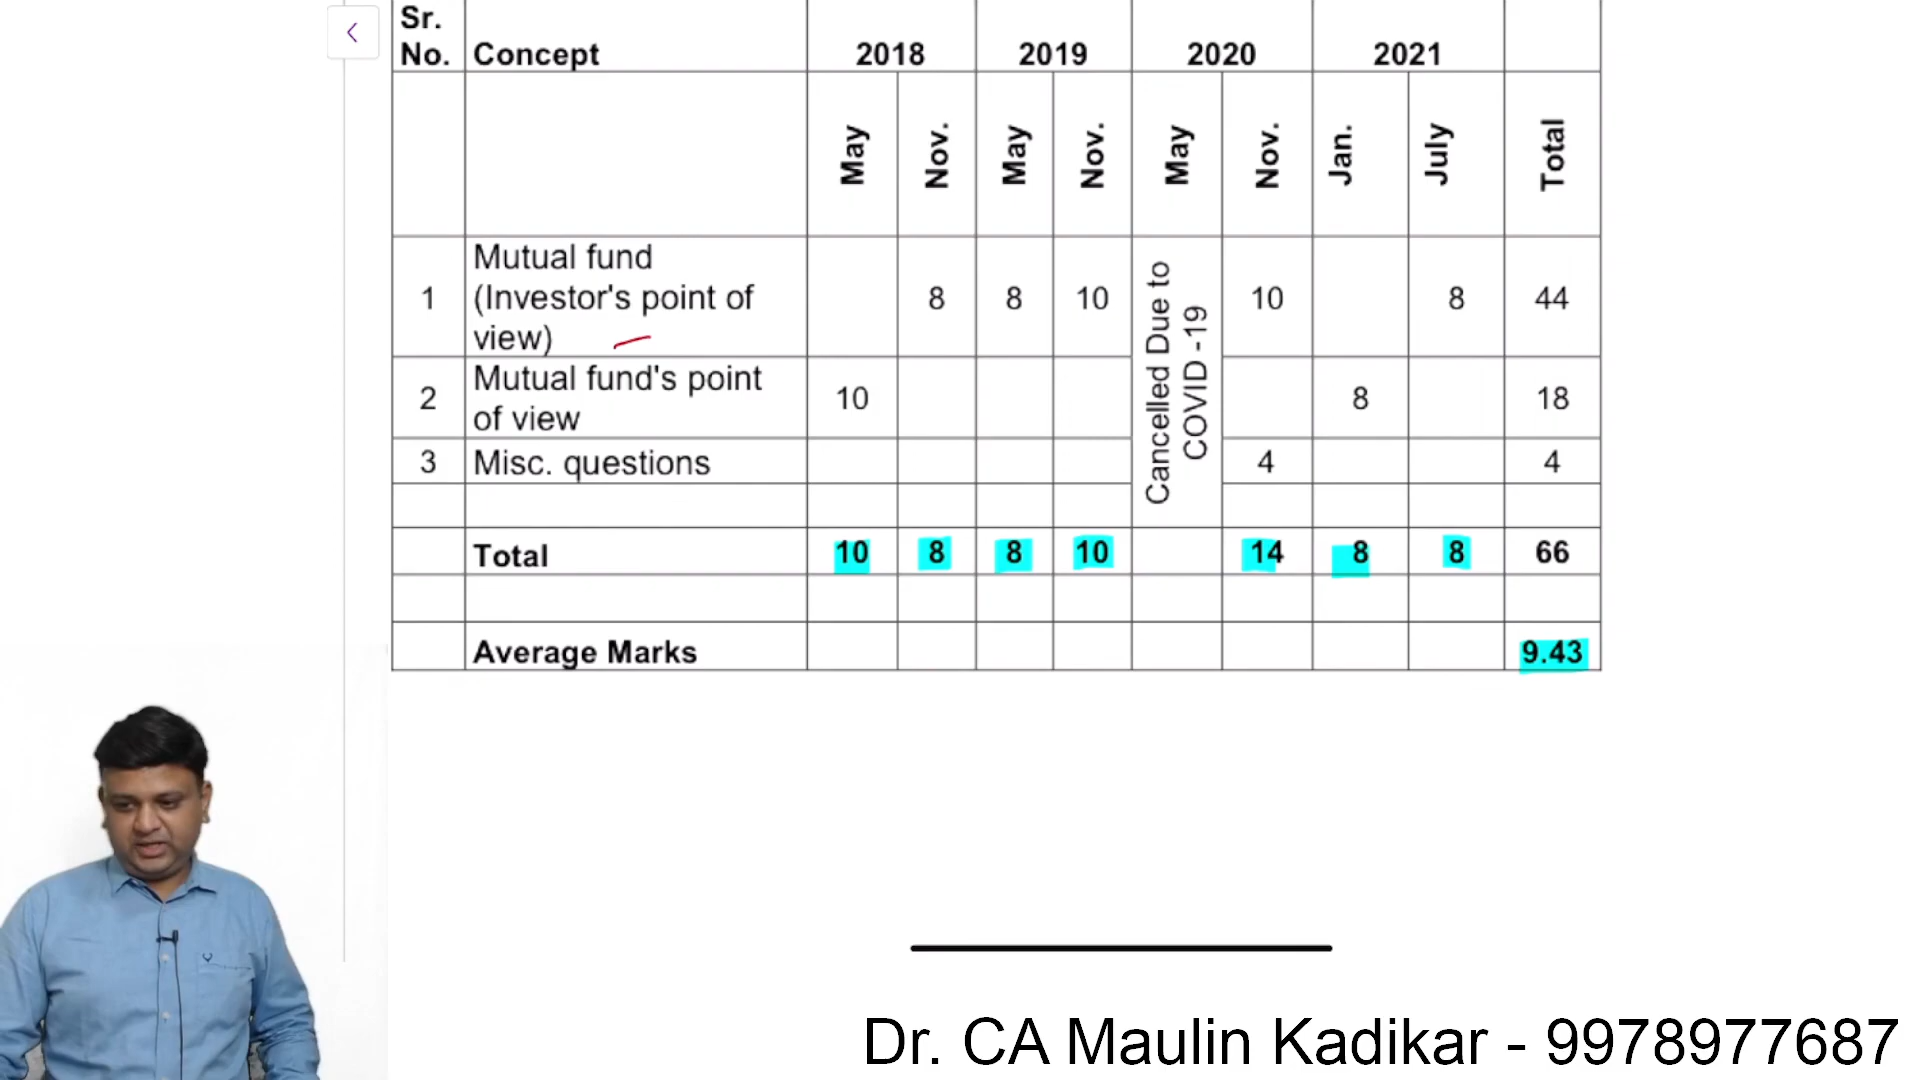 Sr.
No. Concept 2018 2019 2020 2021
May Nov. May Nov. May Nov. Jan. July Total
Mutual fund
1 (Investor's point of 8 8 10 10 8 44
view)
Cancelled Due to
COVID -19
Mutual fund's point
2 10 8 18
of view
3 Misc. questions 4 4
Total 10 8 8 10 14 8 8 66
Average Marks 9.43
Dr. CA Maulin Kadikar - 9978977687